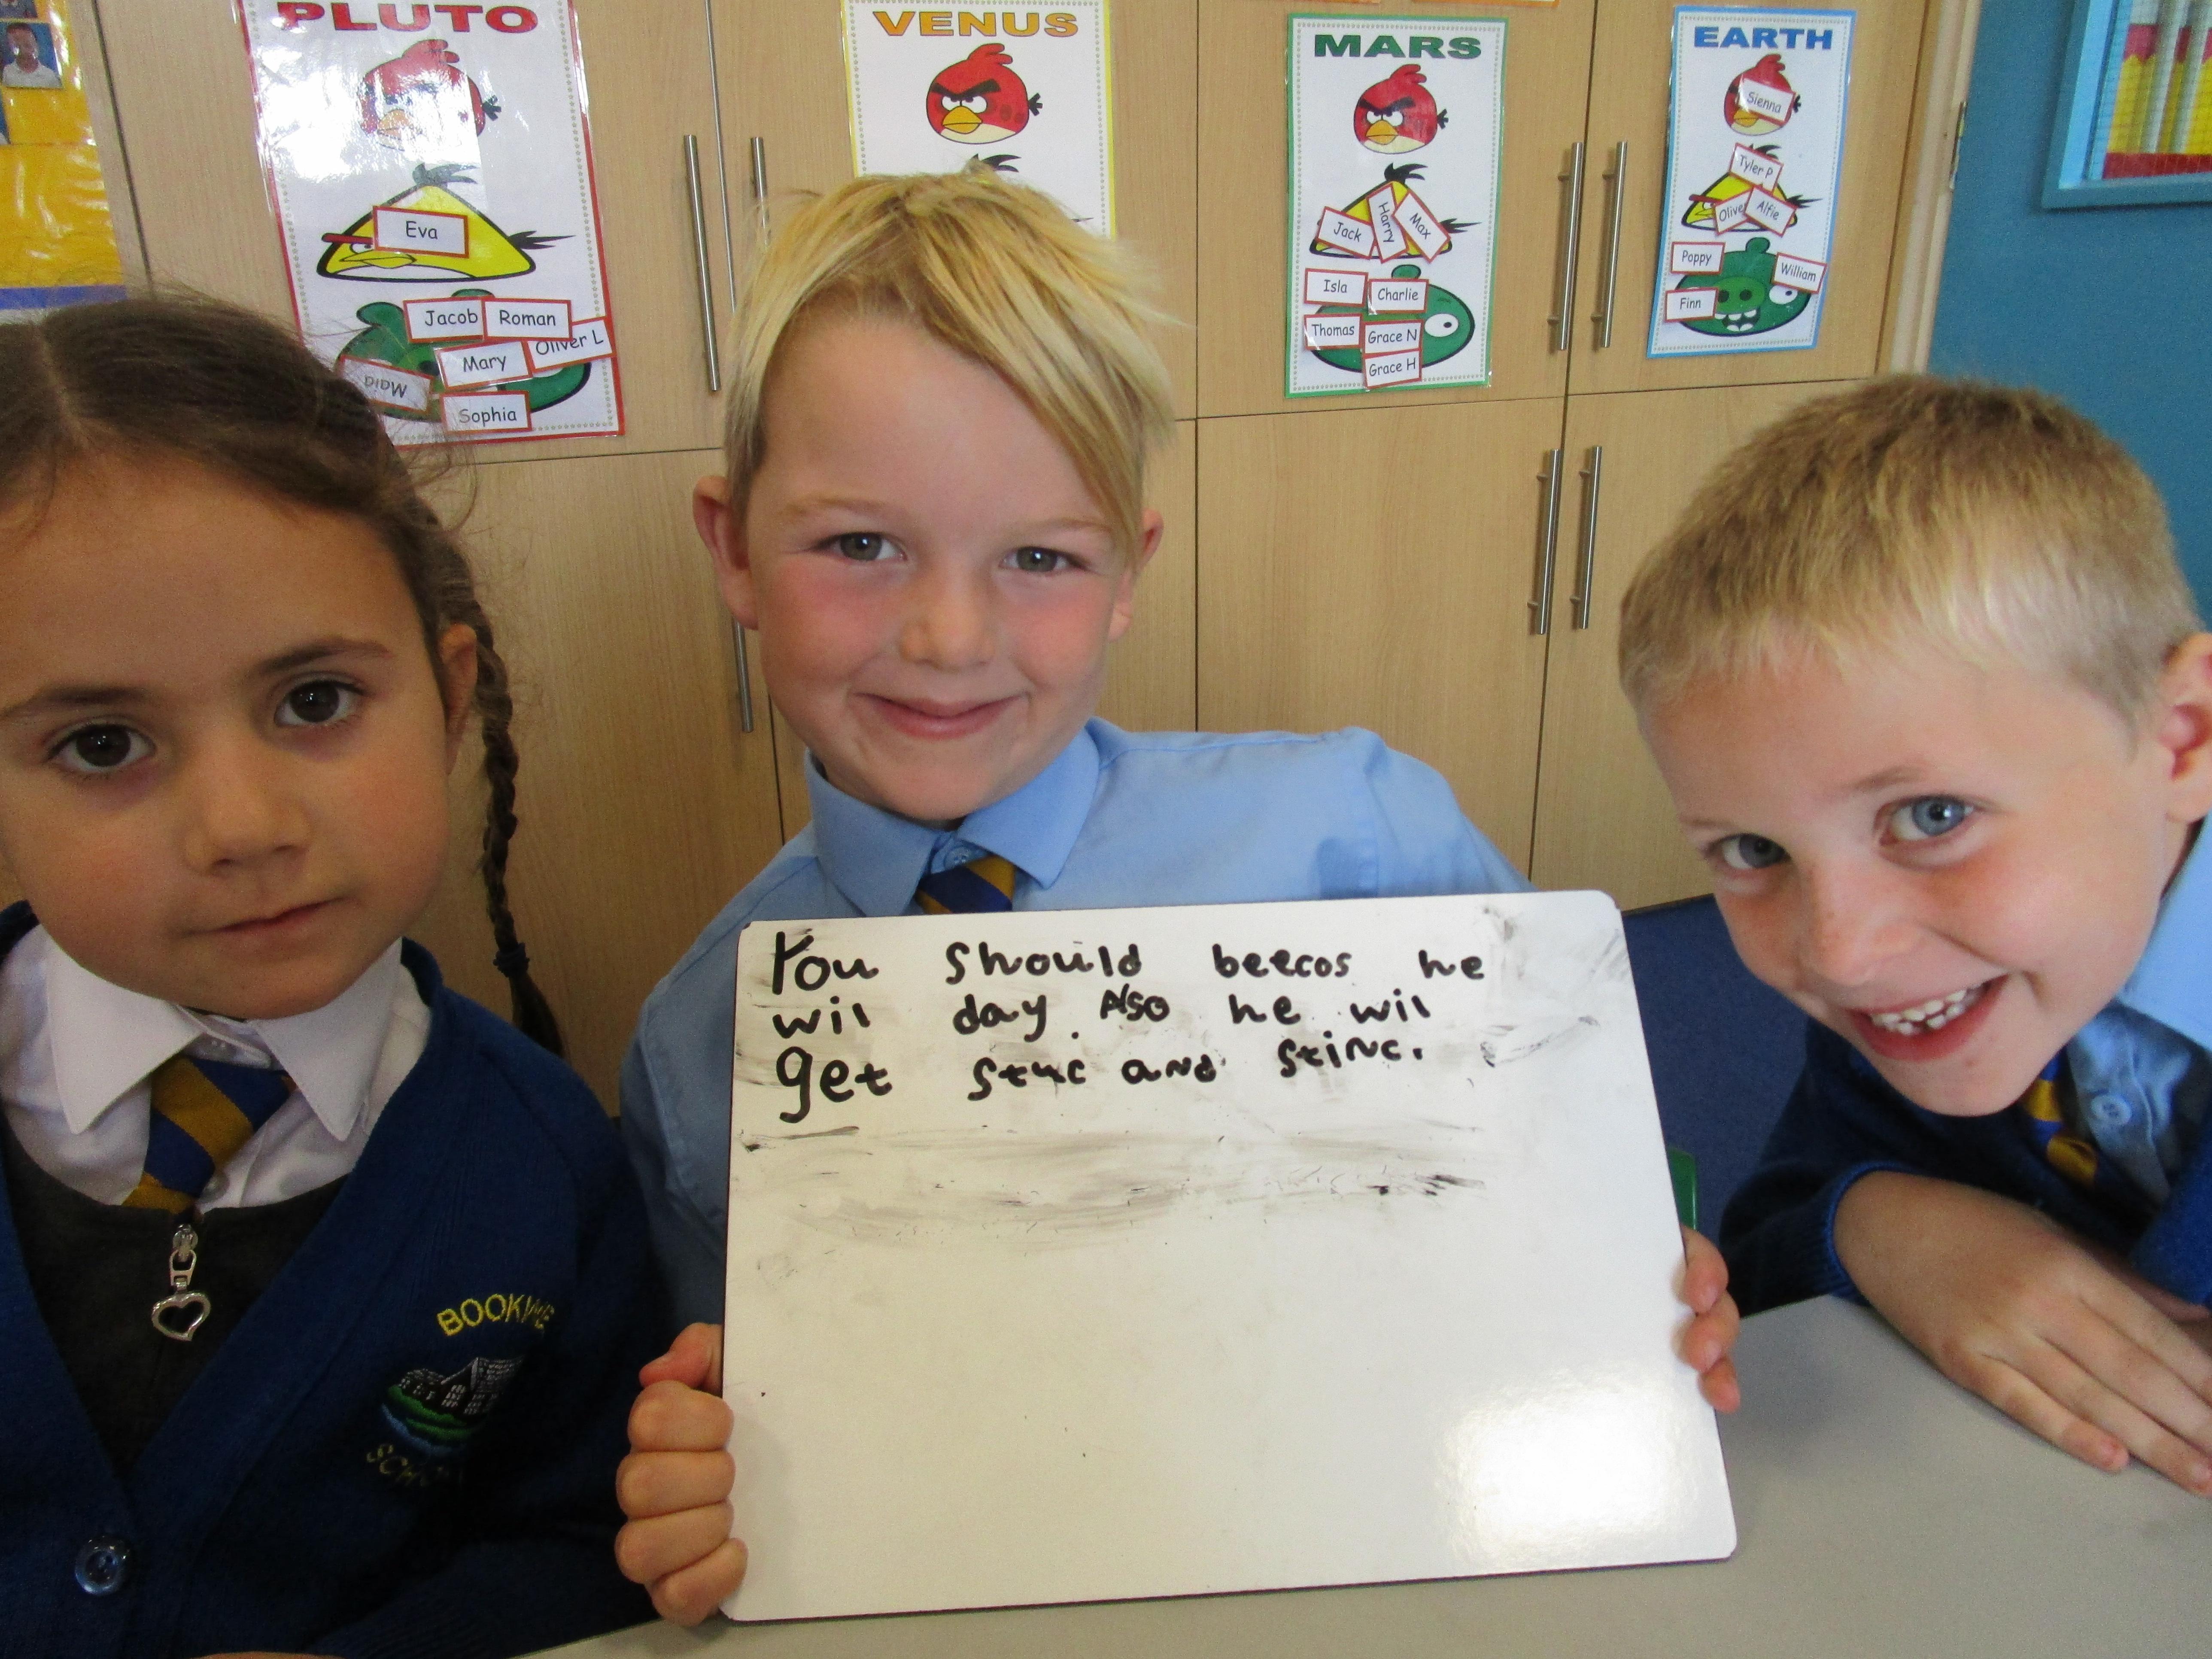 PLUTO
Eva
Jacob
Roman
Oliver L
Mary
Maia
Sophia
VENUS
MARS
Jack
Harry
Max
Isla
Charlie
Thomas
Grace N
Grace H
EARTH
Sienna
Tyler P
Alfie
Poppy
William
Finn
You should beecos he
wil day. Also he wil
get stuc and stinc.